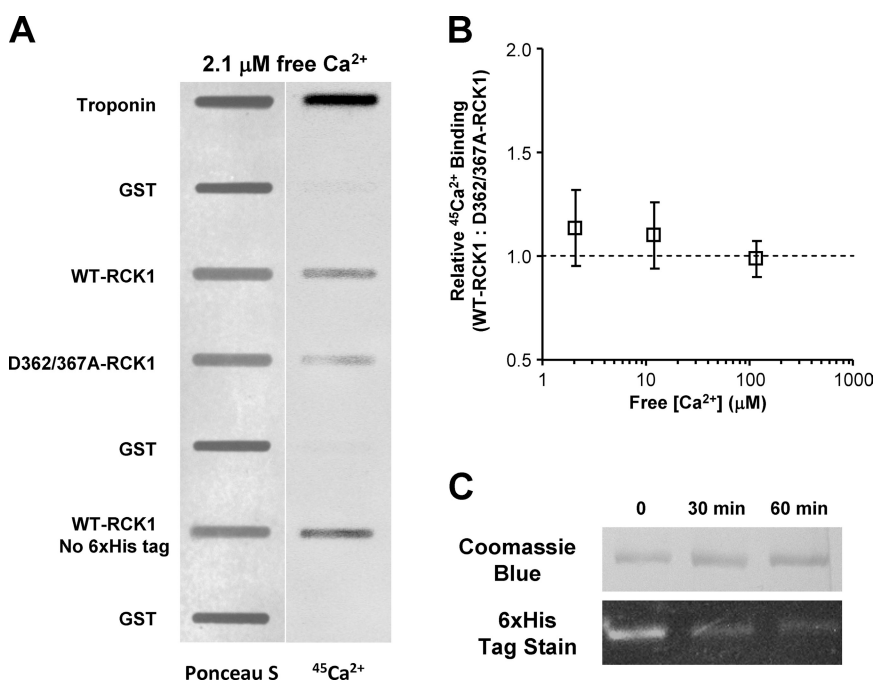 A
2.1 μM free Ca²⁺
Troponin
GST
WT-RCK1
D362/367A-RCK1
GST
WT-RCK1
No 6xHis tag
GST
Ponceau S
⁴⁵Ca²⁺
B
Relative ⁴⁵Ca²⁺ Binding
(WT-RCK1 : D362/367A-RCK1)
2.0
1.5
1.0
0.5
1
10
100
1000
Free [Ca²⁺] (μM)
C
0
30 min
60 min
Coomassie
Blue
6xHis
Tag Stain